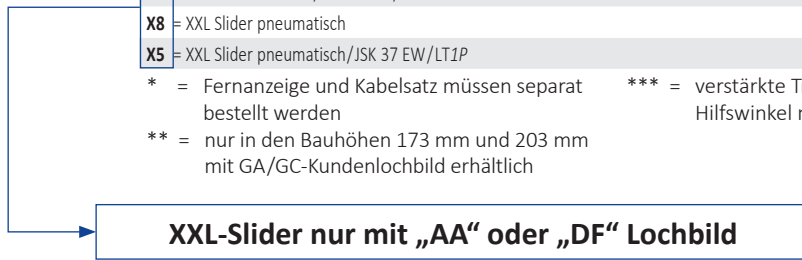 X8 = XXL Slider pneumatisch
X5 = XXL Slider pneumatisch/JSK 37 EW/LT1P
* = Fernanzeige und Kabelsatz müssen separat
bestellt werden
** = nur in den Bauhöhen 173 mm und 203 mm
mit GA/GC-Kundenlochbild erhältlich
*** = verstärkte
Hilfswinkel
XXL-Slider nur mit „AA“ oder „DF“ Lochbild